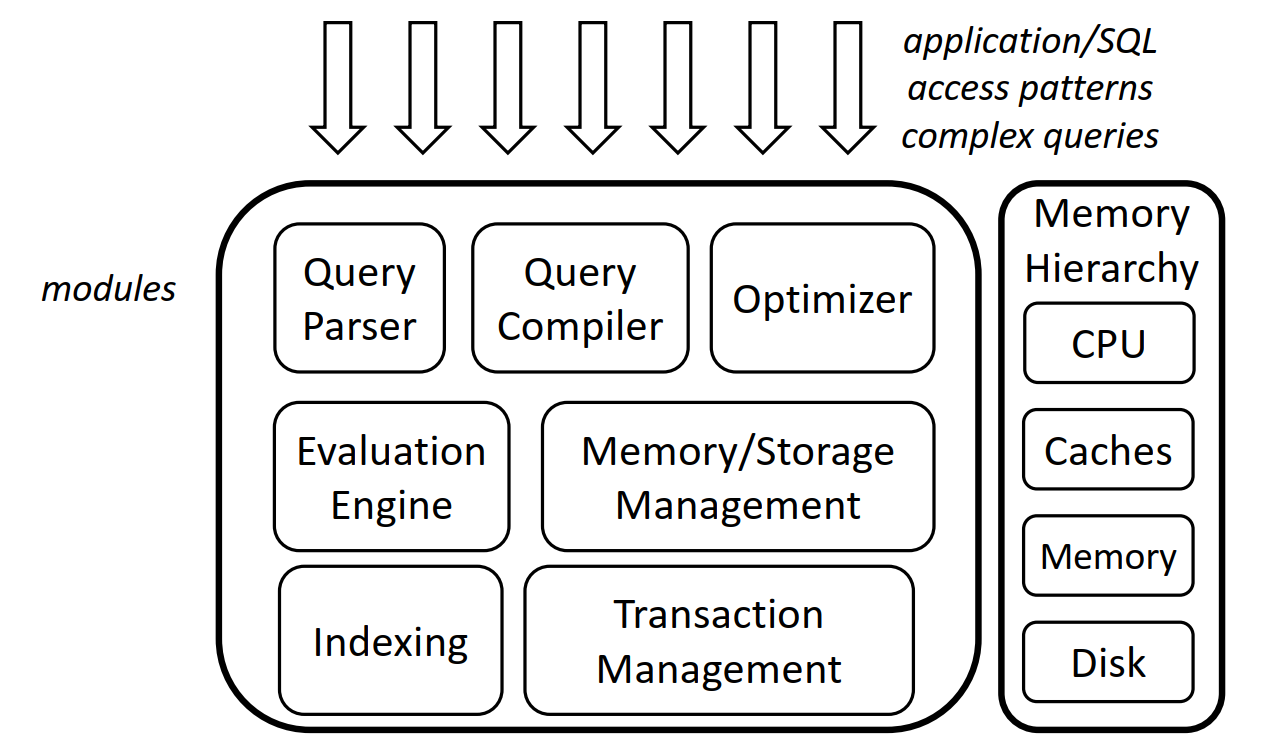 application/SQL
access patterns
complex queries
modules
Query
Parser
Query
Compiler
Optimizer
Evaluation
Engine
Memory/Storage
Management
Indexing
Transaction
Management
Memory
Hierarchy
CPU
Caches
Memory
Disk